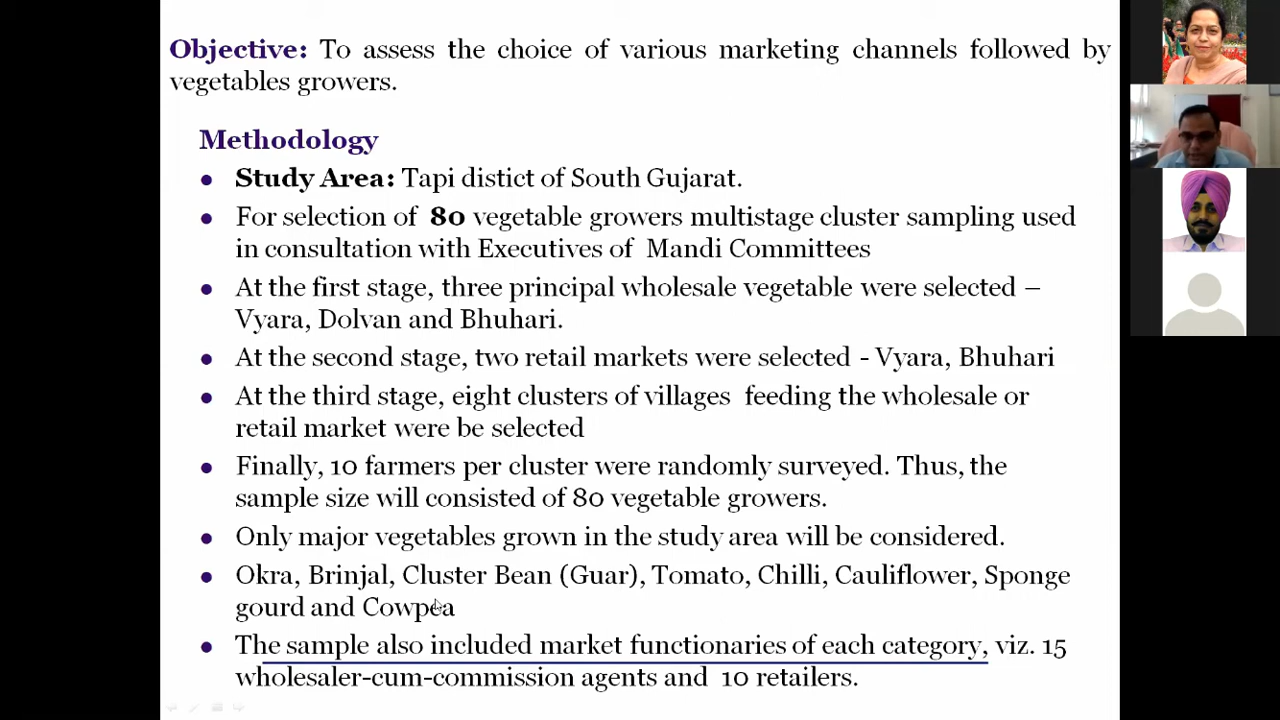 Objective: To assess the choice of various marketing channels followed by
vegetables growers.
Methodology
• Study Area: Tapi distict of South Gujarat.
• For selection of 80 vegetable growers multistage cluster sampling used
in consultation with Executives of Mandi Committees
• At the first stage, three principal wholesale vegetable were selected –
Vyara, Dolvan and Bhuhari.
• At the second stage, two retail markets were selected - Vyara, Bhuhari
• At the third stage, eight clusters of villages feeding the wholesale or
retail market were be selected
• Finally, 10 farmers per cluster were randomly surveyed. Thus, the
sample size will consisted of 80 vegetable growers.
• Only major vegetables grown in the study area will be considered.
• Okra, Brinjal, Cluster Bean (Guar), Tomato, Chilli, Cauliflower, Sponge
gourd and Cowpea
• The sample also included market functionaries of each category, viz. 15
wholesaler-cum-commission agents and 10 retailers.